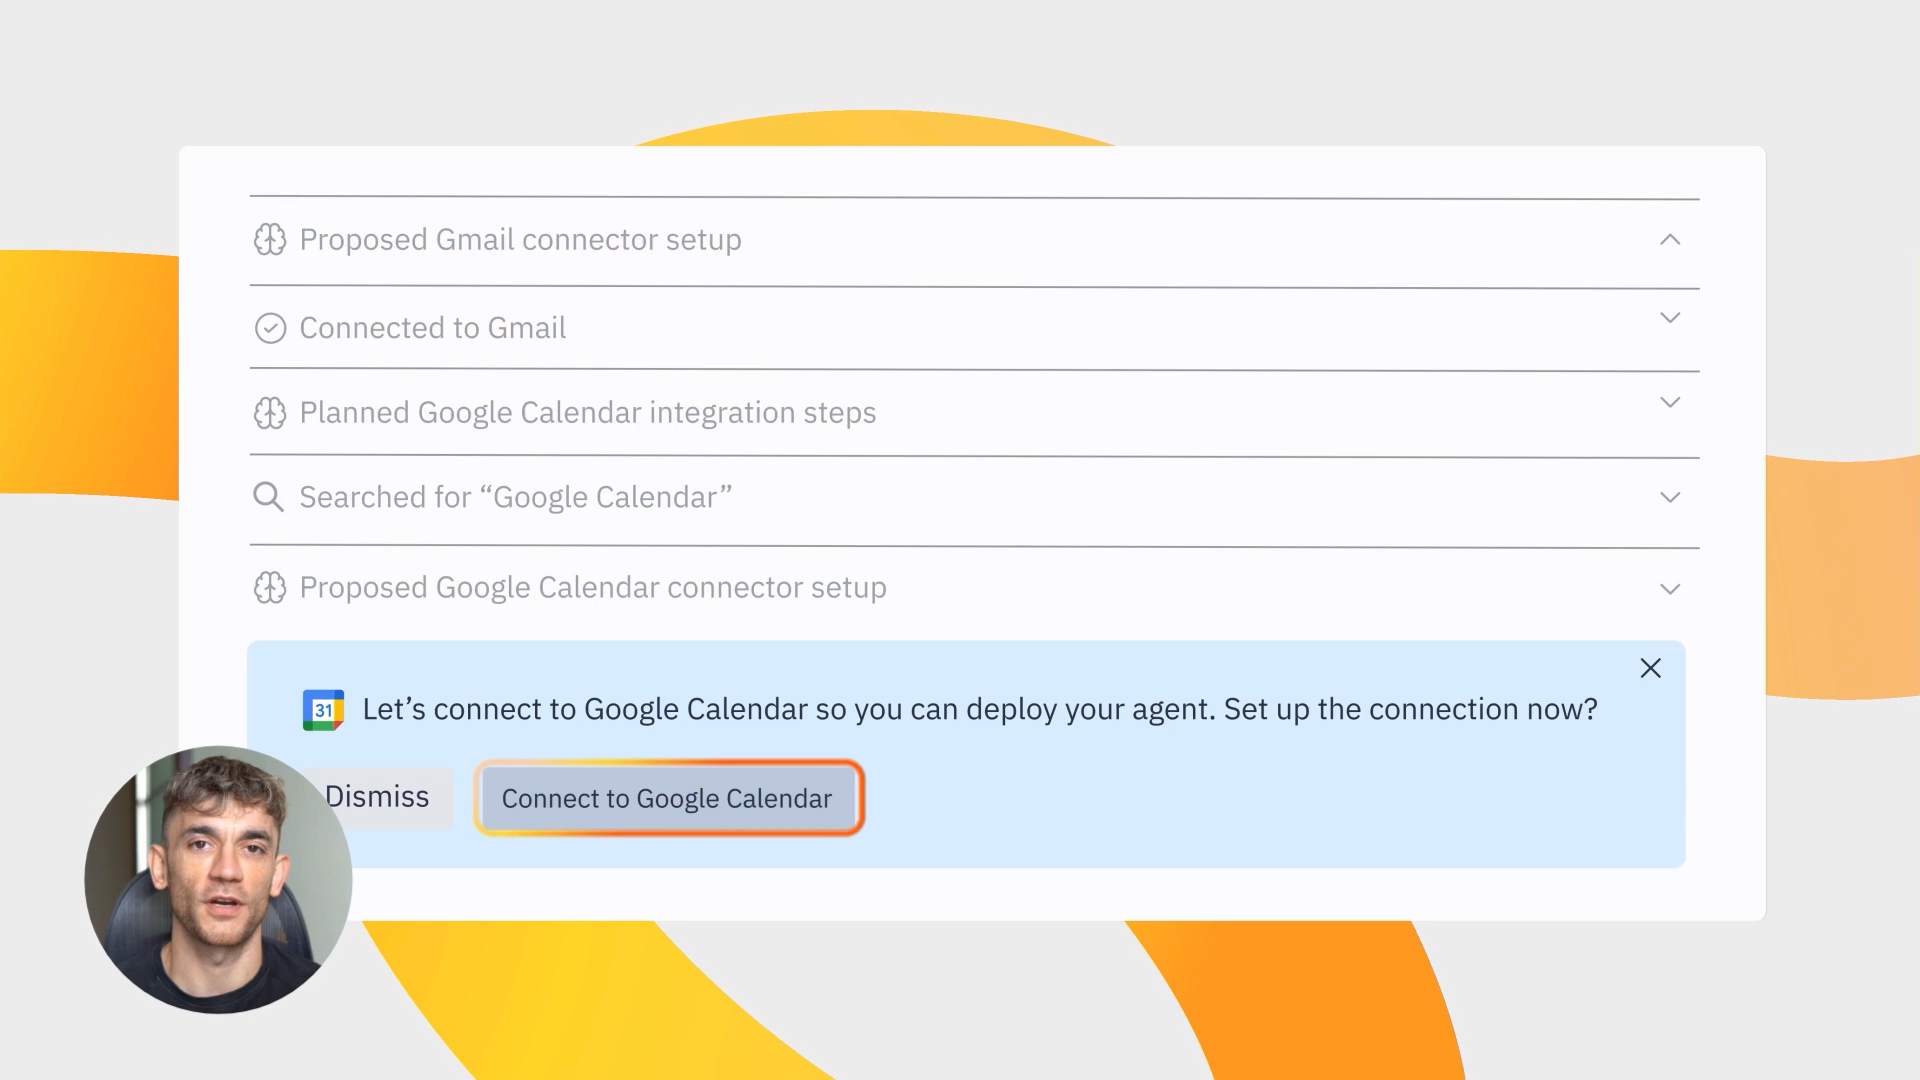 Proposed Gmail connector setup
Connected to Gmail
Planned Google Calendar integration steps
Searched for “Google Calendar”
Proposed Google Calendar connector setup
31
Let’s connect to Google Calendar so you can deploy your agent. Set up the connection now?
Dismiss
Connect to Google Calendar